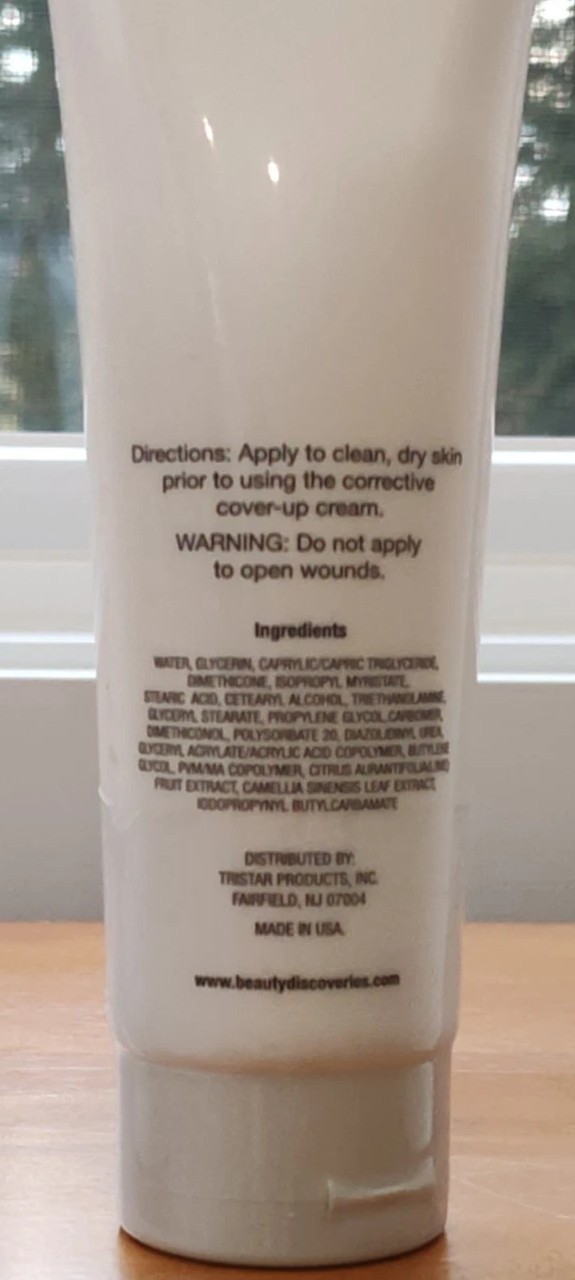 Directions: Apply to clean, dry skin
prior to using the corrective
cover-up cream.
WARNING: Do not apply
to open wounds.
Ingredients
WATER, GLYCERIN, CAPRYLIC/CAPRIC TRIGLYCERIDE,
DIMETHICONE, ISOPROPYL MYRISTATE,
STEARIC ACID, CETEARYL ALCOHOL, TRIETHANOLAMINE,
GLYCERYL STEARATE, PROPYLENE GLYCOL,CARBOMER,
DIMETHICONOL, POLYSORBATE 20, DIAZOLIDINYL UREA,
GLYCERYL ACRYLATE/ACRYLIC ACID COPOLYMER, BUTYLENE
GLYCOL, PVM/MA COPOLYMER, CITRUS
FRUIT EXTRACT, CAMELLIA SINENSIS LEAF EXTRACT,
IODOPROPYNYL BUTYLCARBAMATE
DISTRIBUTED BY:
TRISTAR PRODUCTS, INC.
FAIRFIELD, NJ 07004
MADE IN USA.
www.beautydiscoveries.com